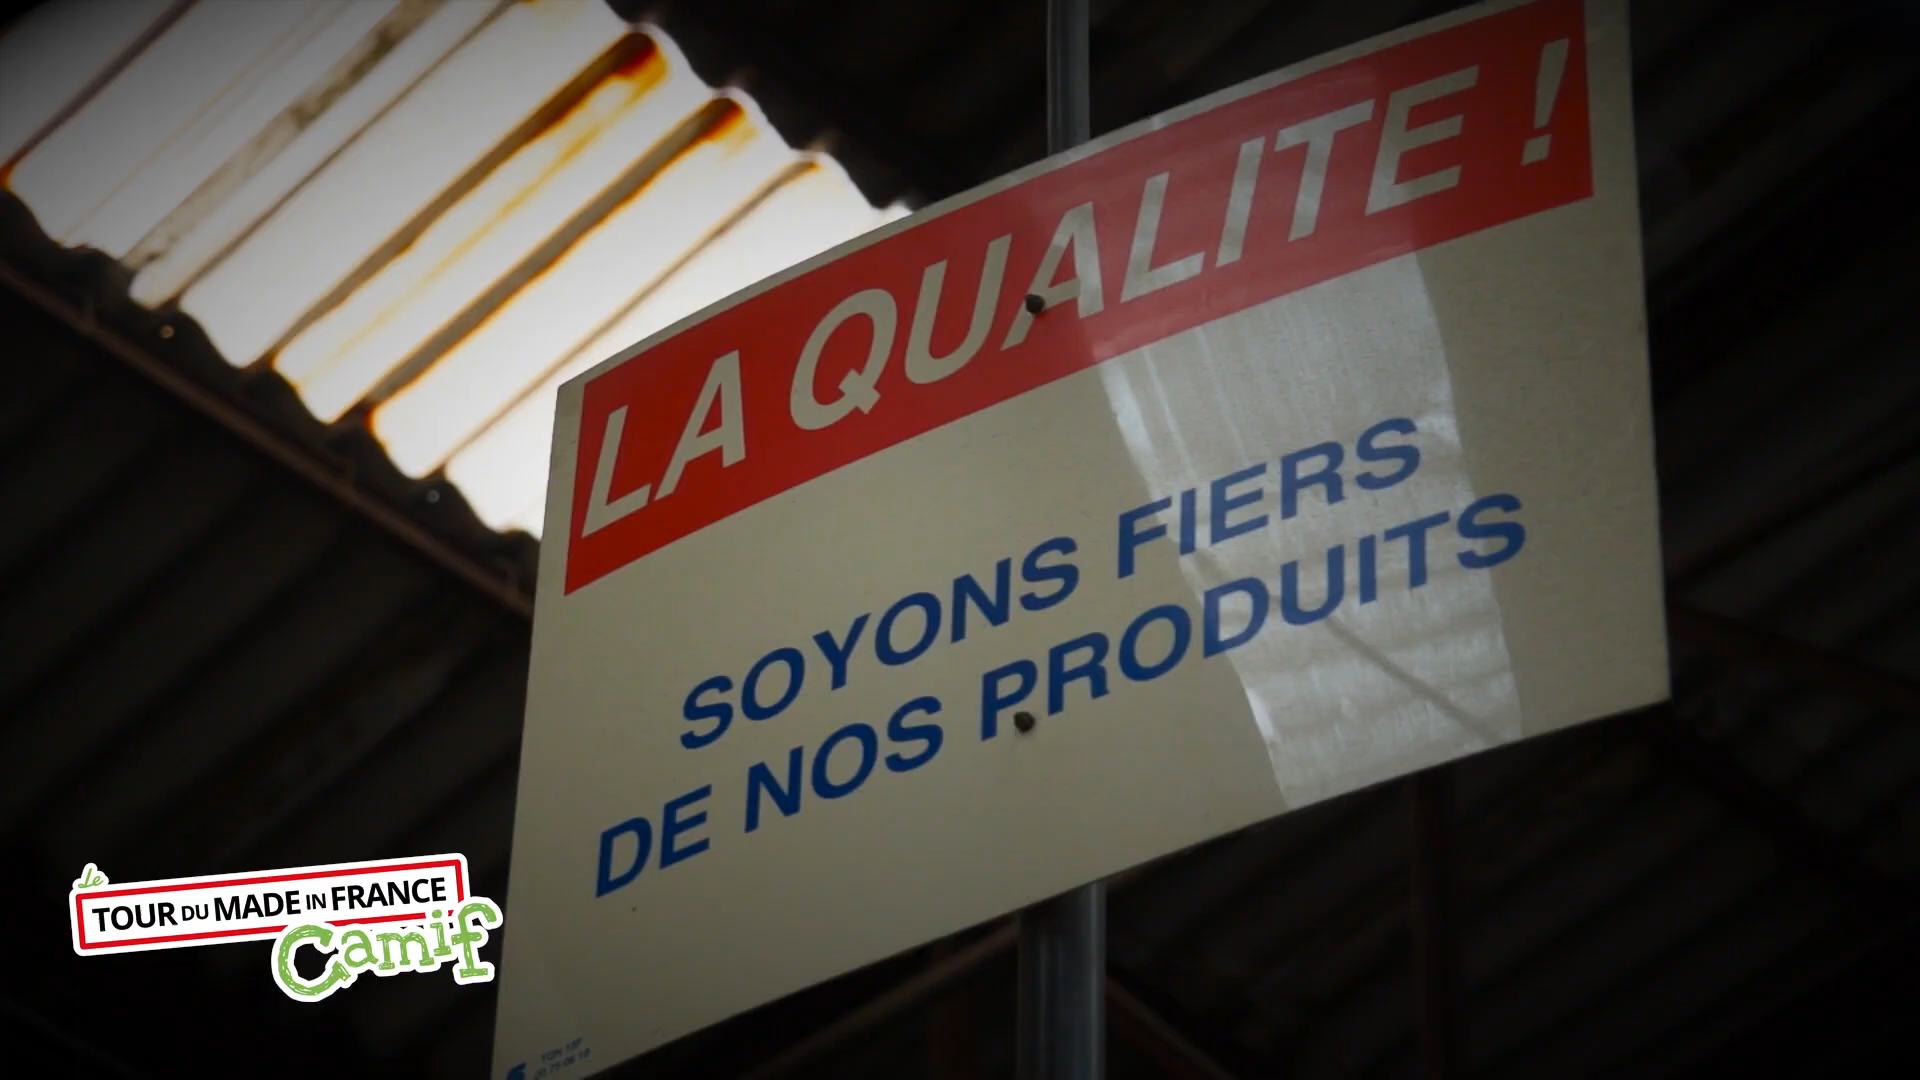 LA QUALITE !
SOYONS FIERS
DE NOS PRODUITS
Le
TOUR DU MADE IN FRANCE
Camif